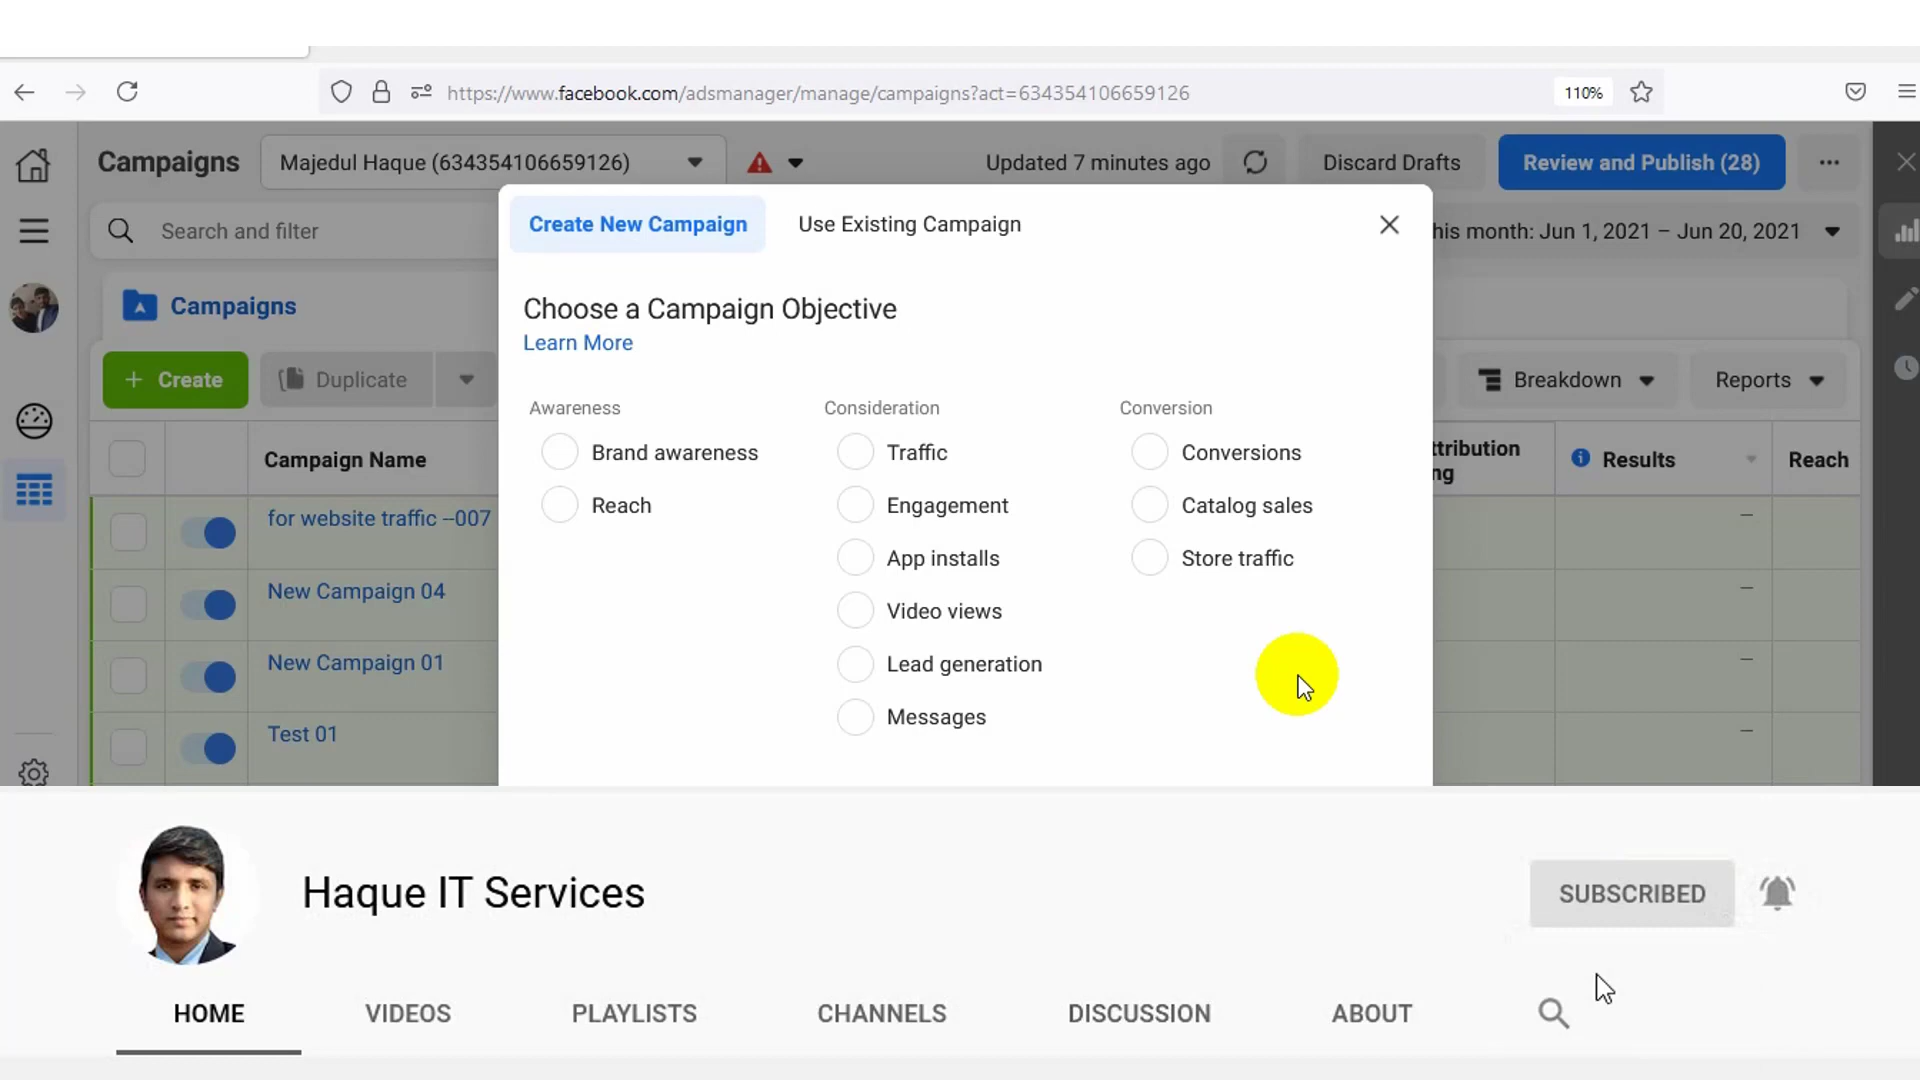 https://www.facebook.com/adsmanager/manage/campaigns?act=634354106659126
110%
Campaigns
Majedul Haque (634354106659126)
Updated 7 minutes ago
Discard Drafts
Review and Publish (28)
Search and filter
Create New Campaign
Use Existing Campaign
his month: Jun 1, 2021 – Jun 20, 2021
Campaigns
Choose a Campaign Objective
Learn More
+ Create
Duplicate
Breakdown
Reports
Awareness
Consideration
Conversion
Brand awareness
Traffic
Conversions
Reach
Engagement
Catalog sales
App installs
Store traffic
Video views
Lead generation
Messages
Campaign Name
ttribution
ng
Results
Reach
for website traffic –007
–
New Campaign 04
–
New Campaign 01
–
Test 01
–
Haque IT Services
SUBSCRIBED
HOME
VIDEOS
PLAYLISTS
CHANNELS
DISCUSSION
ABOUT